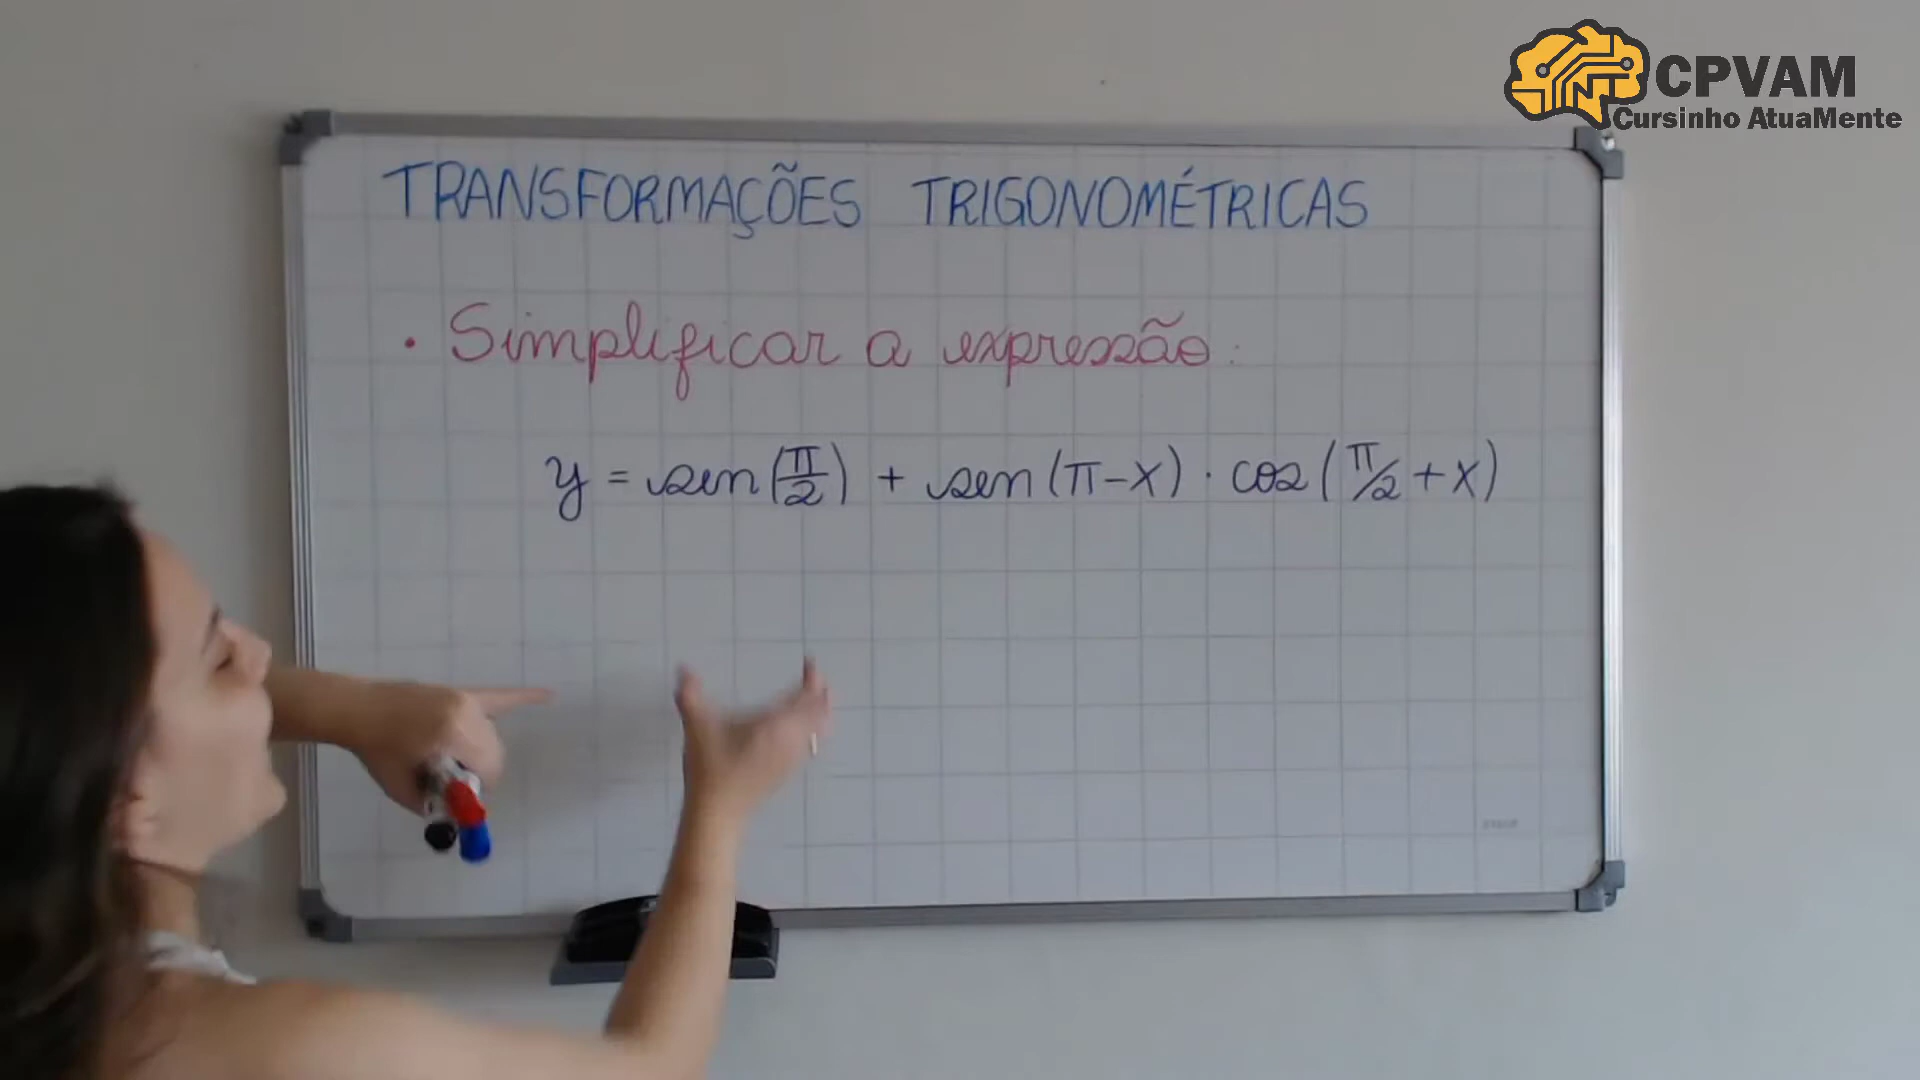 CPVAM
Cursinho AtuaMente
TRANSFORMAÇÕES TRIGONOMÉTRICAS
• Simplificar a expressão:
y = sen(π/2) + sen(π-x) · cos(π/2+x)